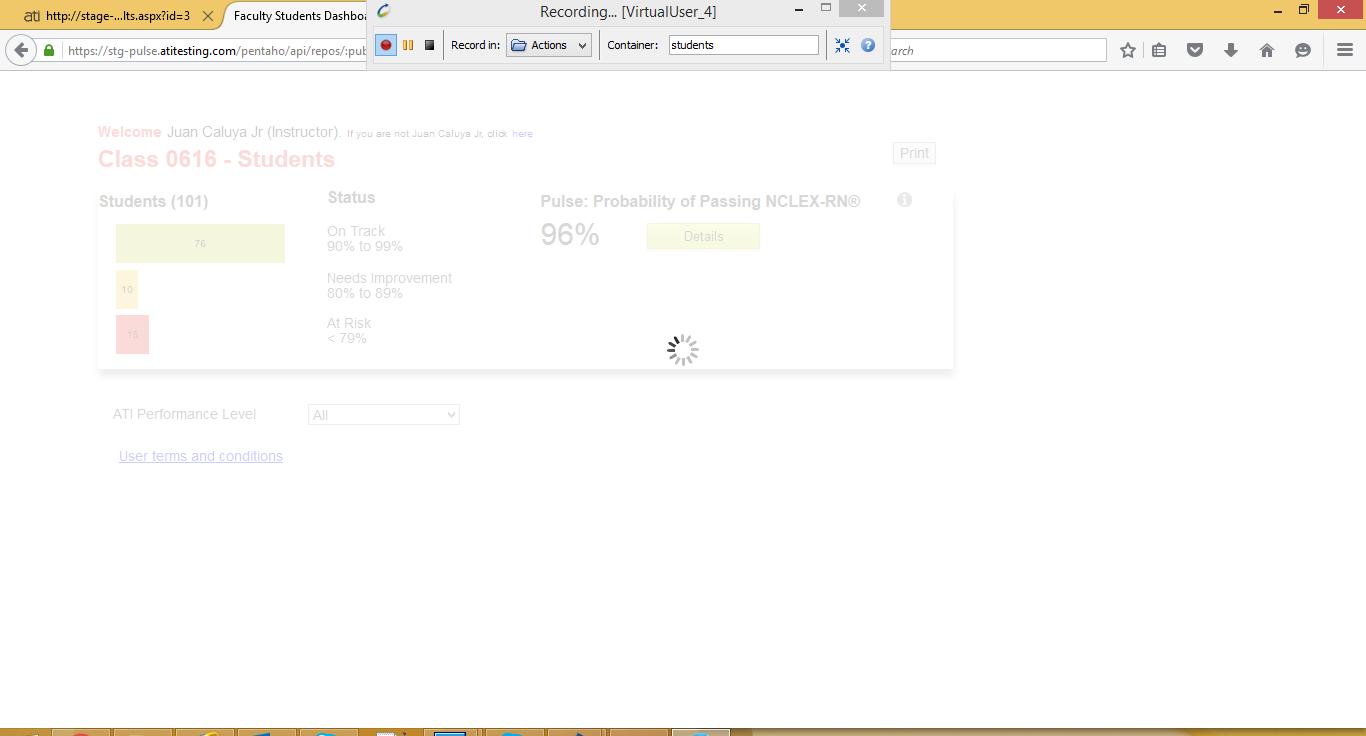 Recording... [VirtualUser_4]
ati http://stage-...lts.aspx?id=3
Faculty Students Dashbo
https://stg-pulse.atitesting.com/pentaho/api/repos/:pub
Record in: Actions Container: students
arch
Welcome Juan Caluya Jr (Instructor). If you are not Juan Caluya Jr, click here
Class 0616 - Students
Print
Students (101)
Status
Pulse: Probability of Passing NCLEX-RN®
76
On Track
90% to 99%
96%
Details
10
Needs Improvement
80% to 89%
15
At Risk
< 79%
ATI Performance Level All
User terms and conditions